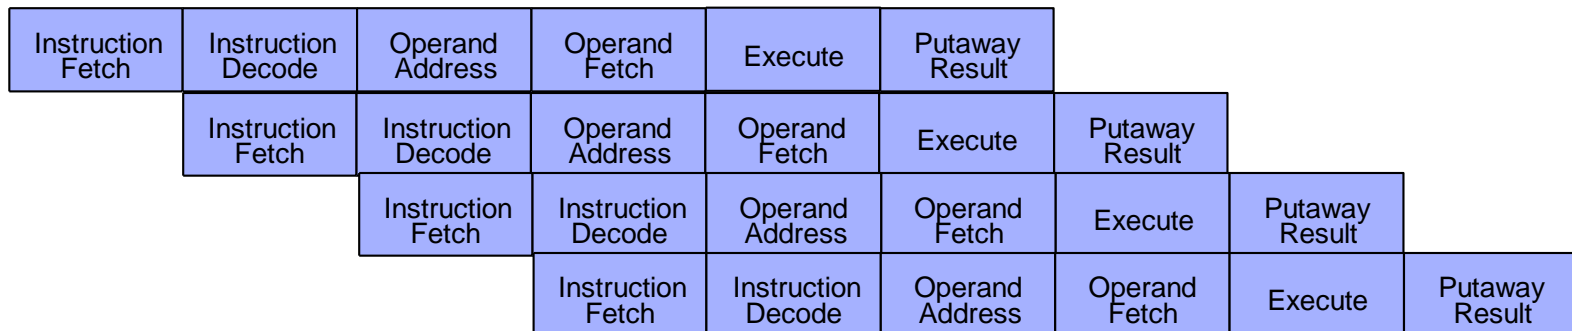 Instruction
Fetch
Instruction
Decode
Operand
Address
Operand
Fetch
Execute
Putaway
Result
Instruction
Fetch
Instruction
Decode
Operand
Address
Operand
Fetch
Execute
Putaway
Result
Instruction
Fetch
Instruction
Decode
Operand
Address
Operand
Fetch
Execute
Putaway
Result
Instruction
Fetch
Instruction
Decode
Operand
Address
Operand
Fetch
Execute
Putaway
Result